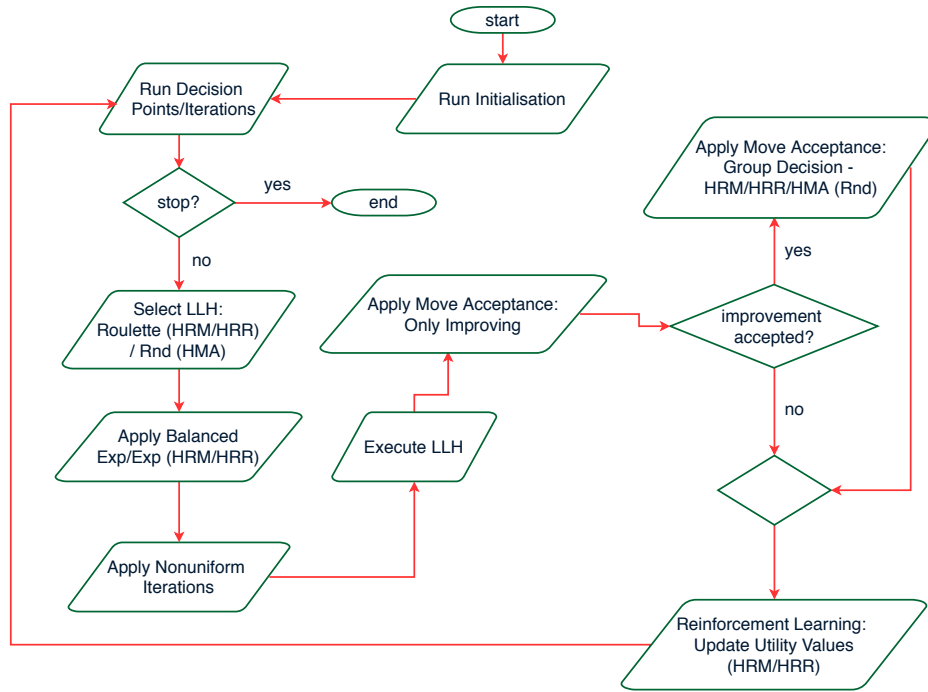 start
Run Initialisation
Run Decision
Points/Iterations
stop?
yes
end
no
Select LLH:
Roulette (HRM/HRR)
/ Rnd (HMA)
Apply Balanced
Exp/Exp (HRM/HRR)
Apply Nonuniform
Iterations
Execute LLH
Apply Move Acceptance:
Only Improving
improvement
accepted?
yes
Apply Move Acceptance:
Group Decision -
HRM/HRR/HMA (Rnd)
no
Reinforcement Learning:
Update Utility Values
(HRM/HRR)